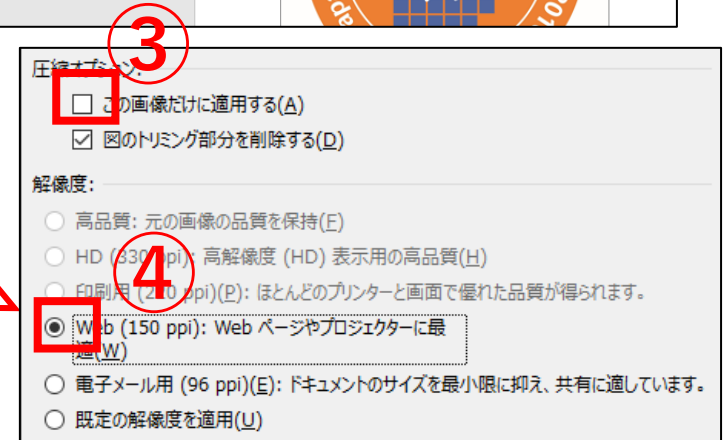 ③
圧縮オプション:
この画像だけに適用する(A)
図のトリミング部分を削除する(D)
解像度:
高品質: 元の画像の品質を保持(F)
HD (330 ppi): 高解像度 (HD) 表示用の高品質(H)
④
印刷用 (220 ppi)(P): ほとんどのプリンターと画面で優れた品質が得られます。
Web (150 ppi): Web ページやプロジェクターに最
適(W)
電子メール用 (96 ppi)(E): ドキュメントのサイズを最小限に抑え、共有に適しています。
既定の解像度を適用(U)